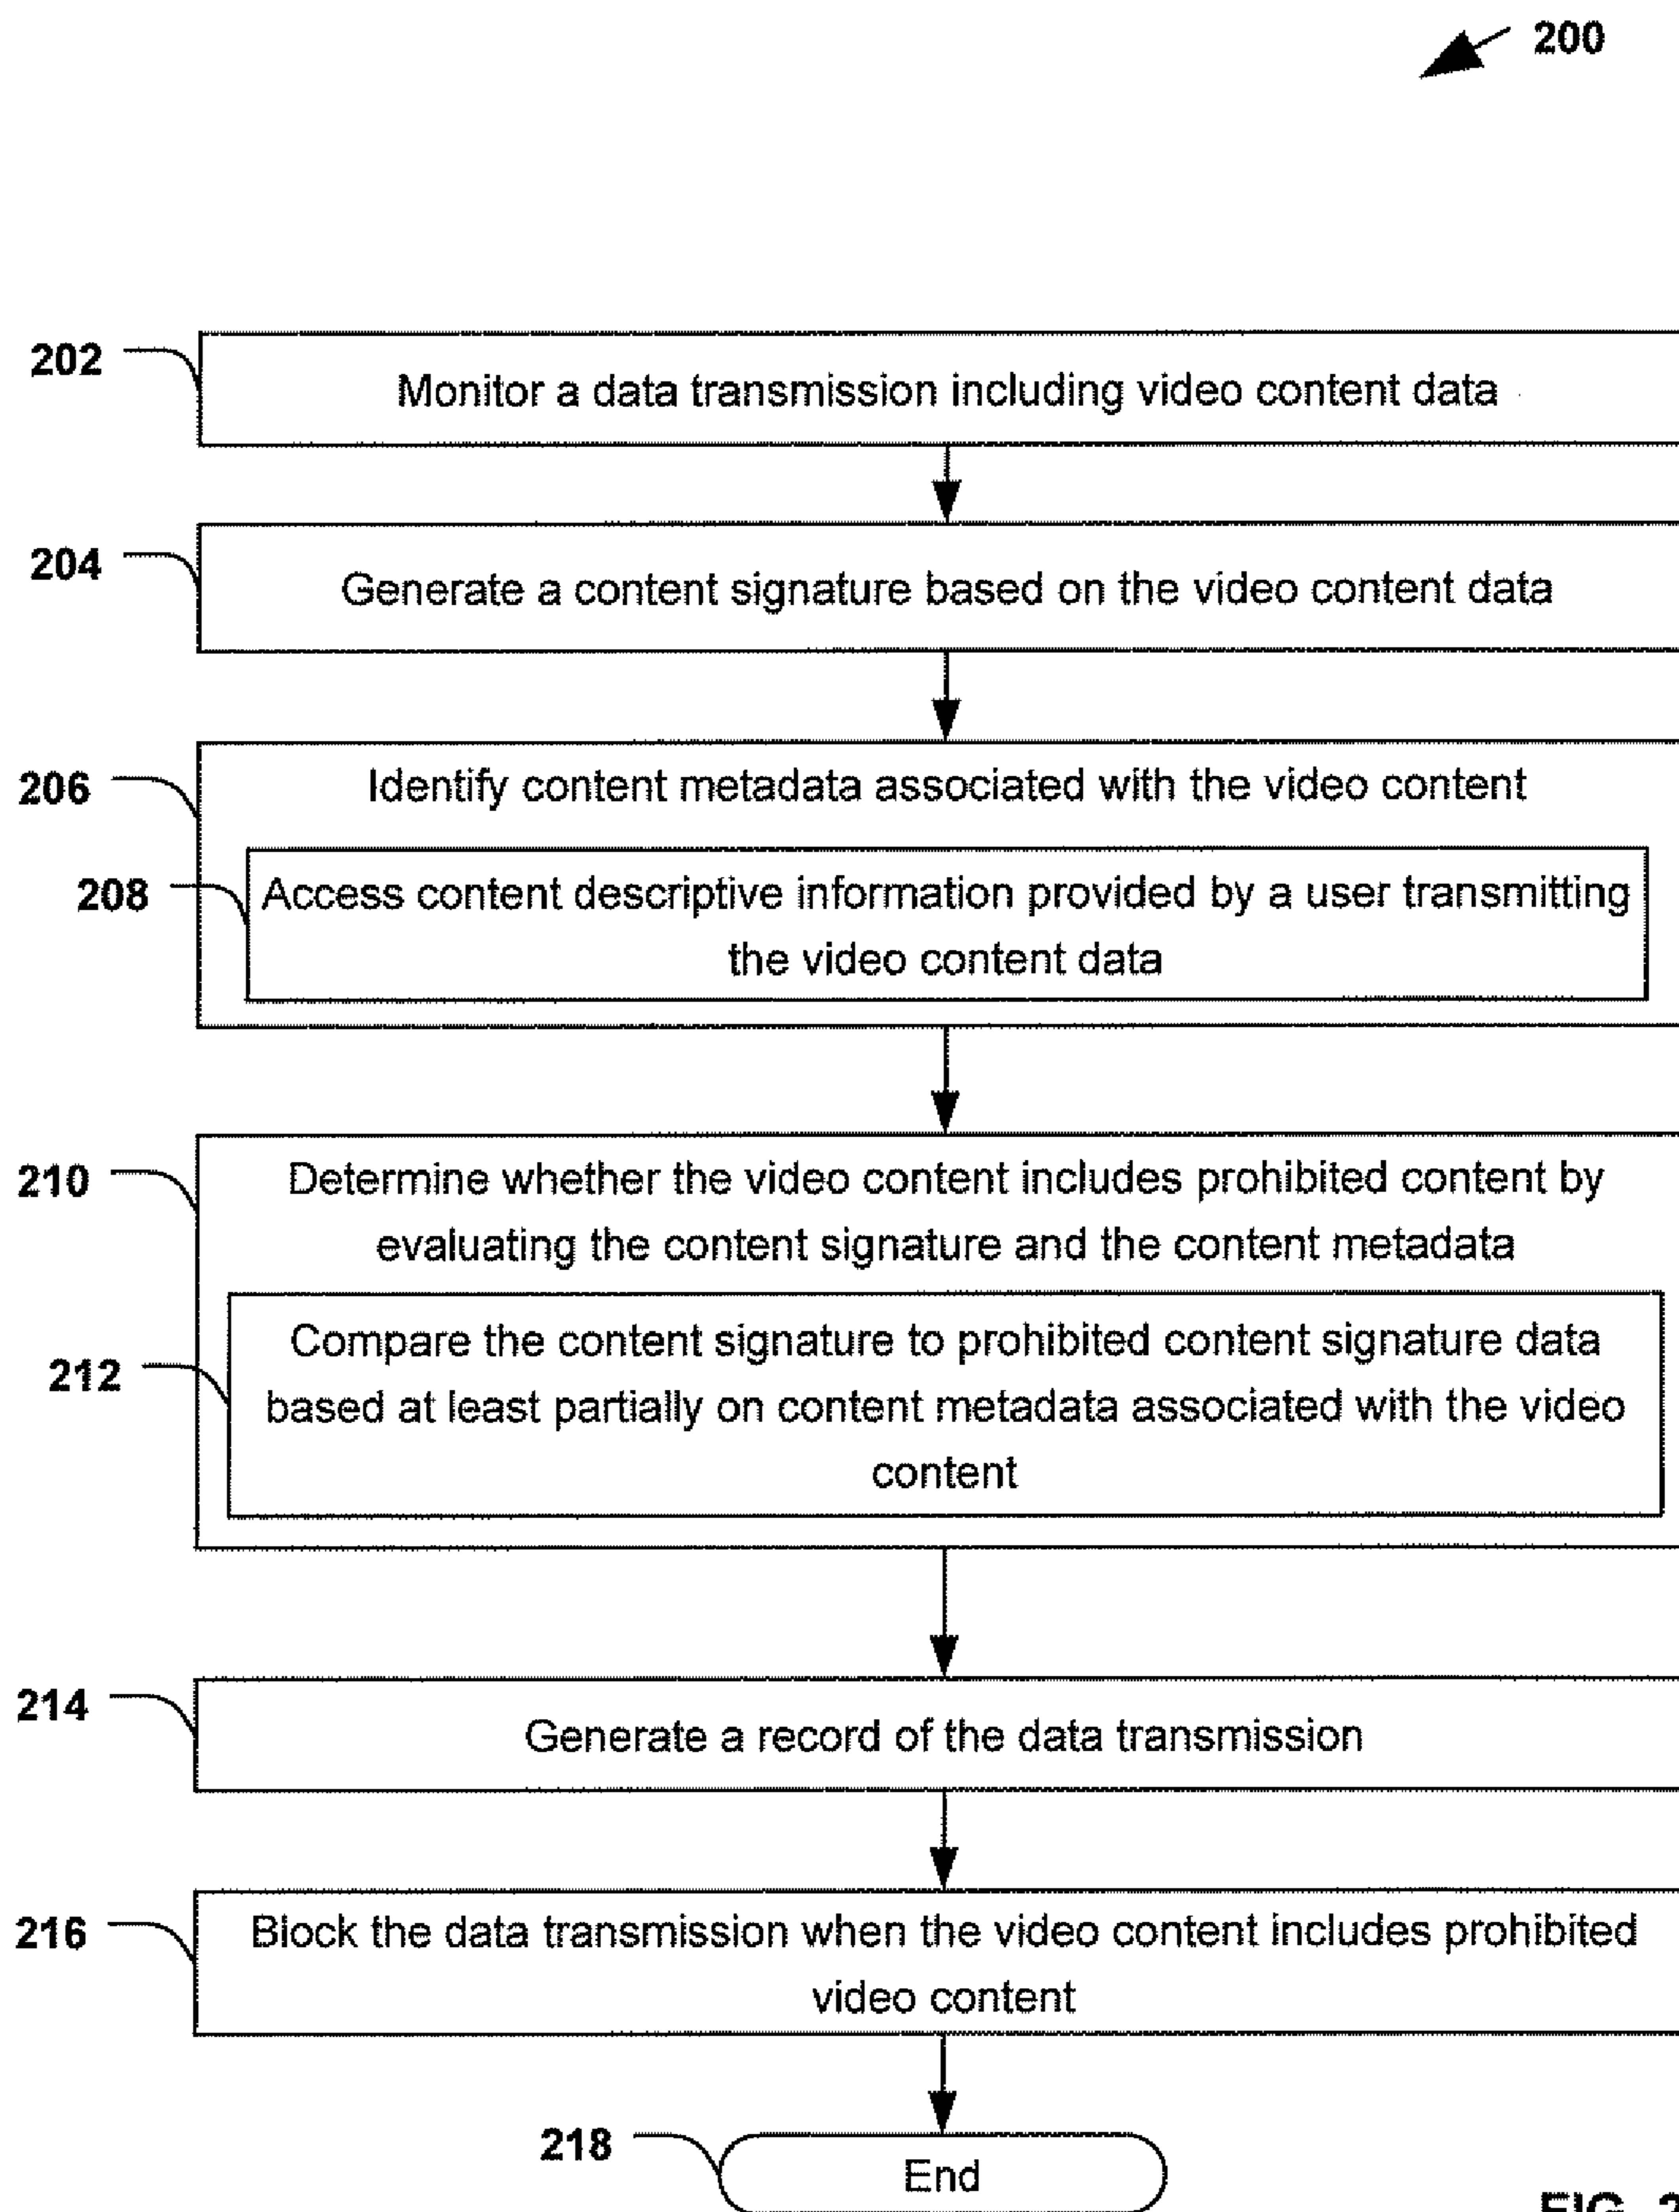 200
202
Monitor a data transmission including video content data
204
Generate a content signature based on the video content data
206
Identify content metadata associated with the video content
208
Access content descriptive information provided by a user transmitting
the video content data
210
Determine whether the video content includes prohibited content by
evaluating the content signature and the content metadata
212
Compare the content signature to prohibited content signature data
based at least partially on content metadata associated with the video
content
214
Generate a record of the data transmission
216
Block the data transmission when the video content includes prohibited
video content
218
End
FIG. 2